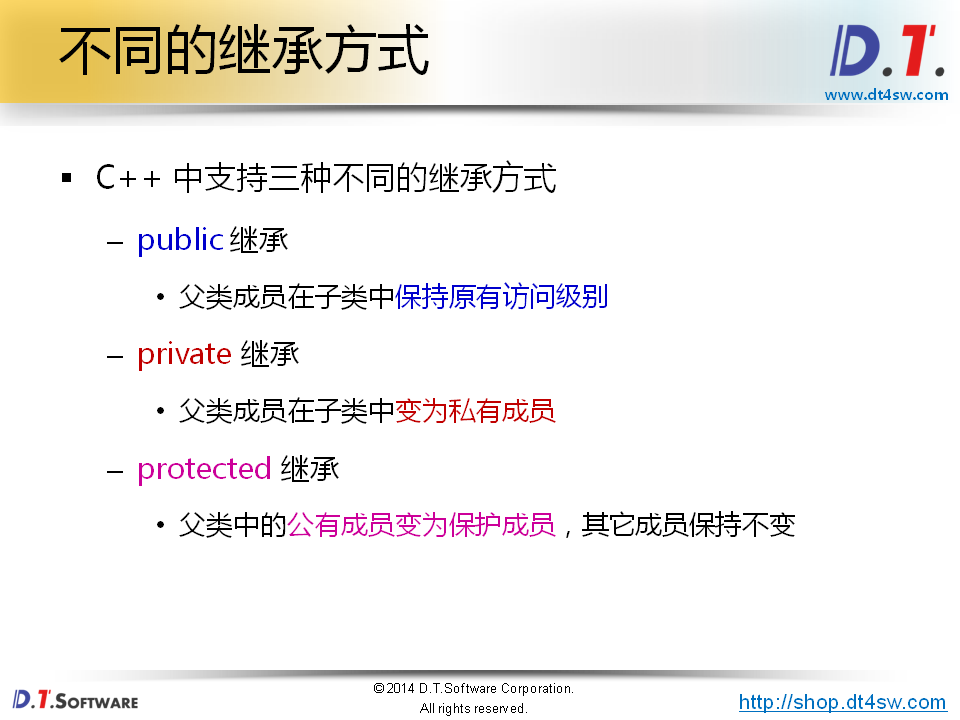 不同的继承方式
D.T.
www.dt4sw.com
▪ C++ 中支持三种不同的继承方式
– public 继承
• 父类成员在子类中保持原有访问级别
– private 继承
• 父类成员在子类中变为私有成员
– protected 继承
• 父类中的公有成员变为保护成员，其它成员保持不变
D.T.SOFTWARE
©2014 D.T.Software Corporation.
All rights reserved.
http://shop.dt4sw.com